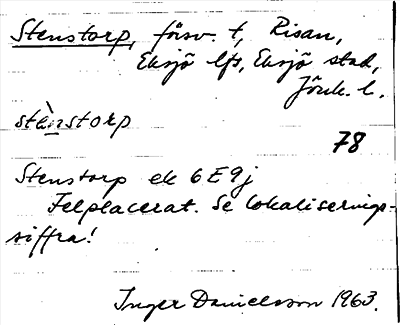 Stenstorp, försv. t, Risan,
Eksjö lfs, Eksjö stad,
Jönk. l.
stènstorp
78
Stenstorp ek 6E9j
Felplacerat. Se lokaliserings-
siffra!
Inger Danielsson 1963.